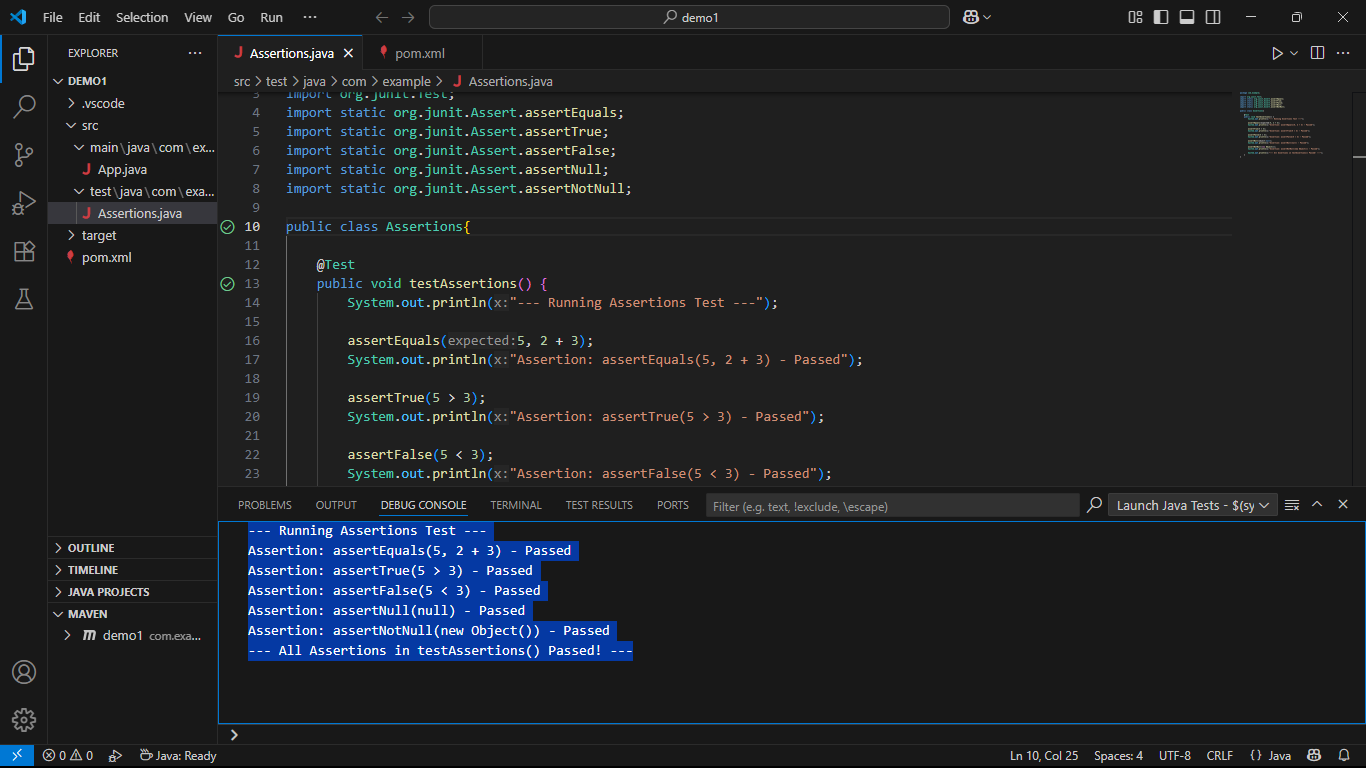 File Edit Selection View Go Run ···
demo1
EXPLORER ···
DEMO1
.vscode
src
main\java\com\ex...
App.java
test\java\com\exa...
Assertions.java
target
pom.xml
OUTLINE
TIMELINE
JAVA PROJECTS
MAVEN
demo1 com.exa...
Assertions.java
pom.xml
src > test > java > com > example > Assertions.java
3 import org.junit.Test;
4 import static org.junit.Assert.assertEquals;
5 import static org.junit.Assert.assertTrue;
6 import static org.junit.Assert.assertFalse;
7 import static org.junit.Assert.assertNull;
8 import static org.junit.Assert.assertNotNull;
9
10 public class Assertions{
11
12 @Test
13 public void testAssertions() {
14 System.out.println(x:"--- Running Assertions Test ---");
15
16 assertEquals(expected:5, 2 + 3);
17 System.out.println(x:"Assertion: assertEquals(5, 2 + 3) - Passed");
18
19 assertTrue(5 > 3);
20 System.out.println(x:"Assertion: assertTrue(5 > 3) - Passed");
21
22 assertFalse(5 < 3);
23 System.out.println(x:"Assertion: assertFalse(5 < 3) - Passed");
PROBLEMS OUTPUT DEBUG CONSOLE TERMINAL TEST RESULTS PORTS
Filter (e.g. text, !exclude, \escape)
Launch Java Tests - $(sy
--- Running Assertions Test ---
Assertion: assertEquals(5, 2 + 3) - Passed
Assertion: assertTrue(5 > 3) - Passed
Assertion: assertFalse(5 < 3) - Passed
Assertion: assertNull(null) - Passed
Assertion: assertNotNull(new Object()) - Passed
--- All Assertions in testAssertions() Passed! ---
0 0 Java: Ready
Ln 10, Col 25 Spaces: 4 UTF-8 CRLF {} Java